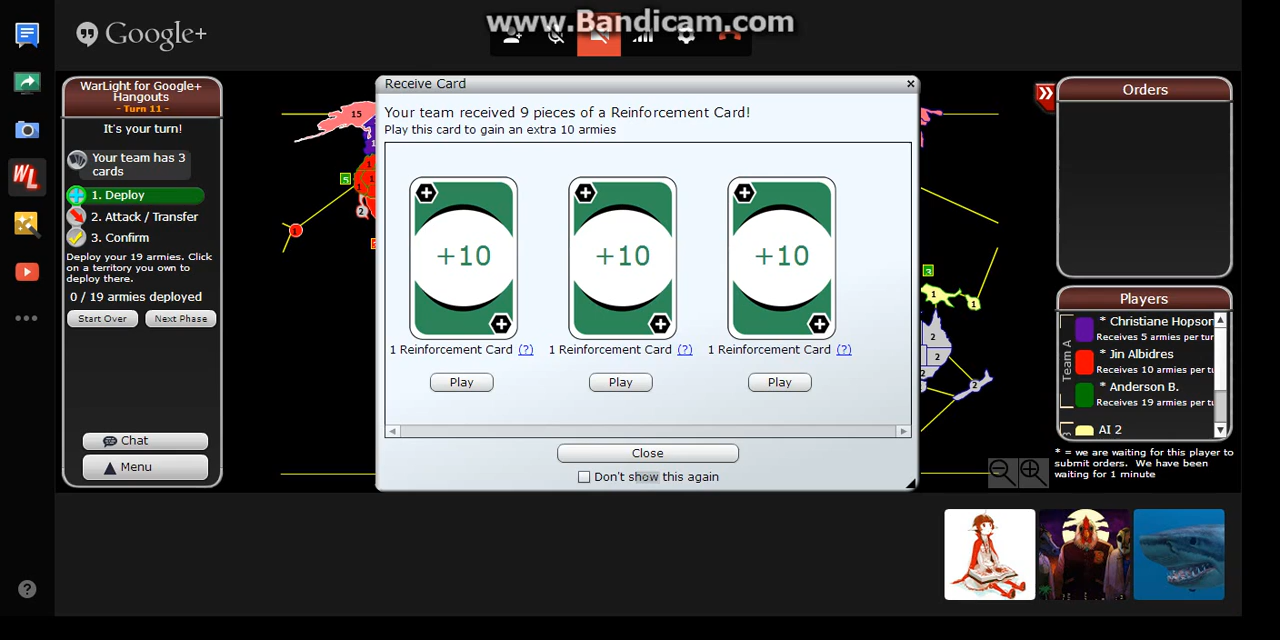 www.Bandicam.com
Google+
WarLight for Google+
Hangouts
- Turn 11 -
It's your turn!
Your team has 3
cards
1. Deploy
2. Attack / Transfer
3. Confirm
Deploy your 19 armies. Click
on a territory you own to
deploy there.
0 / 19 armies deployed
Start Over
Next Phase
Chat
Menu
WL
15
1
5
1
1
1
2
1
Receive Card
Your team received 9 pieces of a Reinforcement Card!
Play this card to gain an extra 10 armies
+10
+10
+10
1 Reinforcement Card (?)
1 Reinforcement Card (?)
1 Reinforcement Card (?)
Play
Play
Play
Close
Don't show this again
3
1
1
2
2
2
2
Orders
Players
Team A
* Christiane Hopson
Receives 5 armies per tur
* Jin Albidres
Receives 10 armies per tu
* Anderson B.
Receives 19 armies per tu
AI 2
* = we are waiting for this player to
submit orders. We have been
waiting for 1 minute